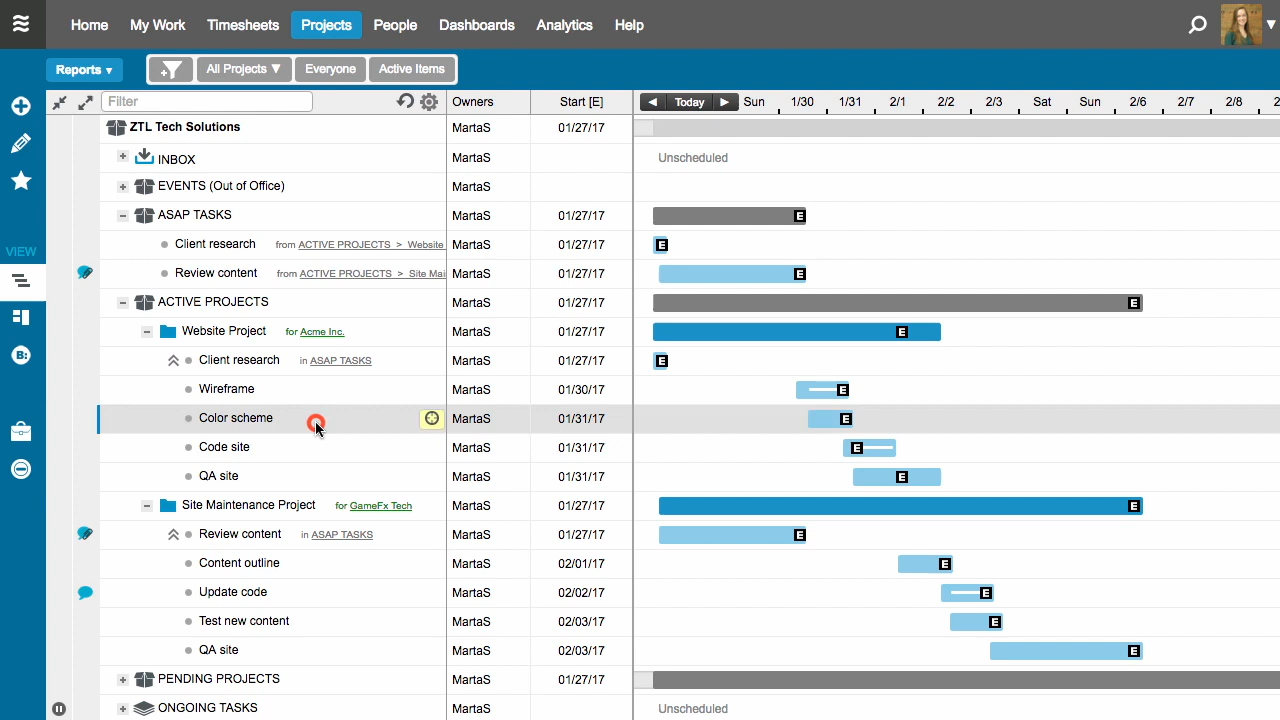 Home My Work Timesheets Projects People Dashboards Analytics Help
Reports ▾ All Projects ▼ Everyone Active Items
Filter Owners Start [E] ◀ Today ▶ Sun 1/30 1/31 2/1 2/2 2/3 Sat Sun 2/6 2/7 2/8 2
ZTL Tech Solutions MartaS 01/27/17
INBOX MartaS Unscheduled
EVENTS (Out of Office) MartaS
ASAP TASKS MartaS 01/27/17 E
Client research from ACTIVE PROJECTS > Website MartaS 01/27/17 E
VIEW
Review content from ACTIVE PROJECTS > Site Mai MartaS 01/27/17 E
ACTIVE PROJECTS MartaS 01/27/17 E
Website Project for Acme Inc. MartaS 01/27/17 E
B: Client research in ASAP TASKS MartaS 01/27/17 E
Wireframe MartaS 01/30/17 E
Color scheme MartaS 01/31/17 E
Code site MartaS 01/31/17 E
QA site MartaS 01/31/17 E
Site Maintenance Project for GameFx Tech MartaS 01/27/17 E
Review content in ASAP TASKS MartaS 01/27/17 E
Content outline MartaS 02/01/17 E
Update code MartaS 02/02/17 E
Test new content MartaS 02/03/17 E
QA site MartaS 02/03/17 E
PENDING PROJECTS MartaS 01/27/17
ONGOING TASKS MartaS Unscheduled